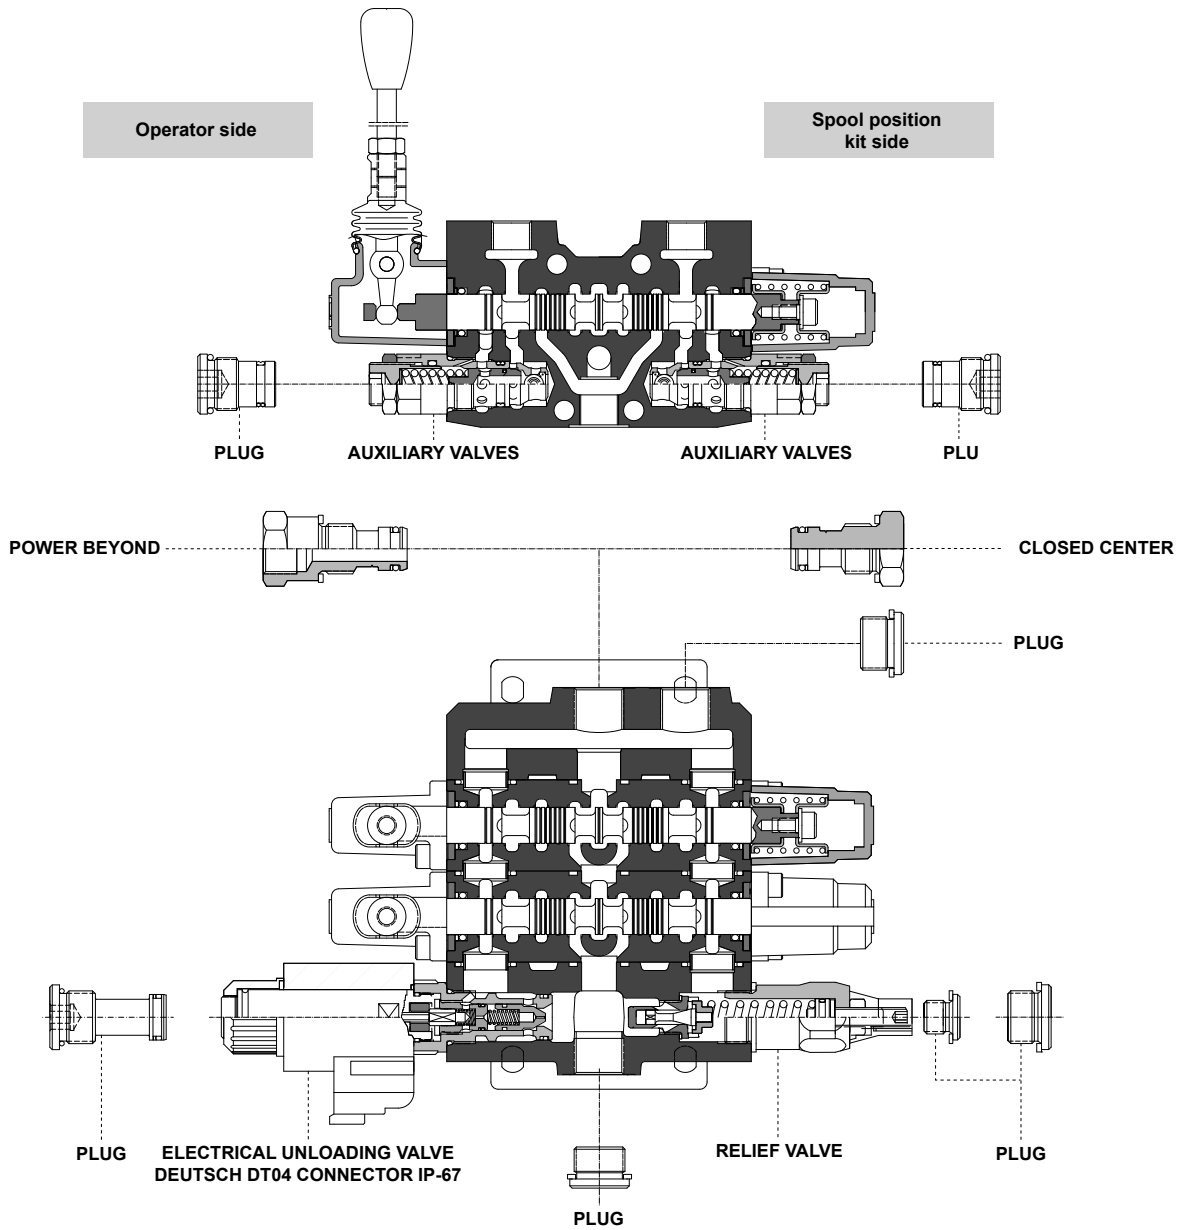 Operator side
Spool position
kit side
PLUG
AUXILIARY VALVES
AUXILIARY VALVES
PLU
POWER BEYOND
CLOSED CENTER
PLUG
PLUG
ELECTRICAL UNLOADING VALVE
DEUTSCH DT04 CONNECTOR IP-67
RELIEF VALVE
PLUG
PLUG